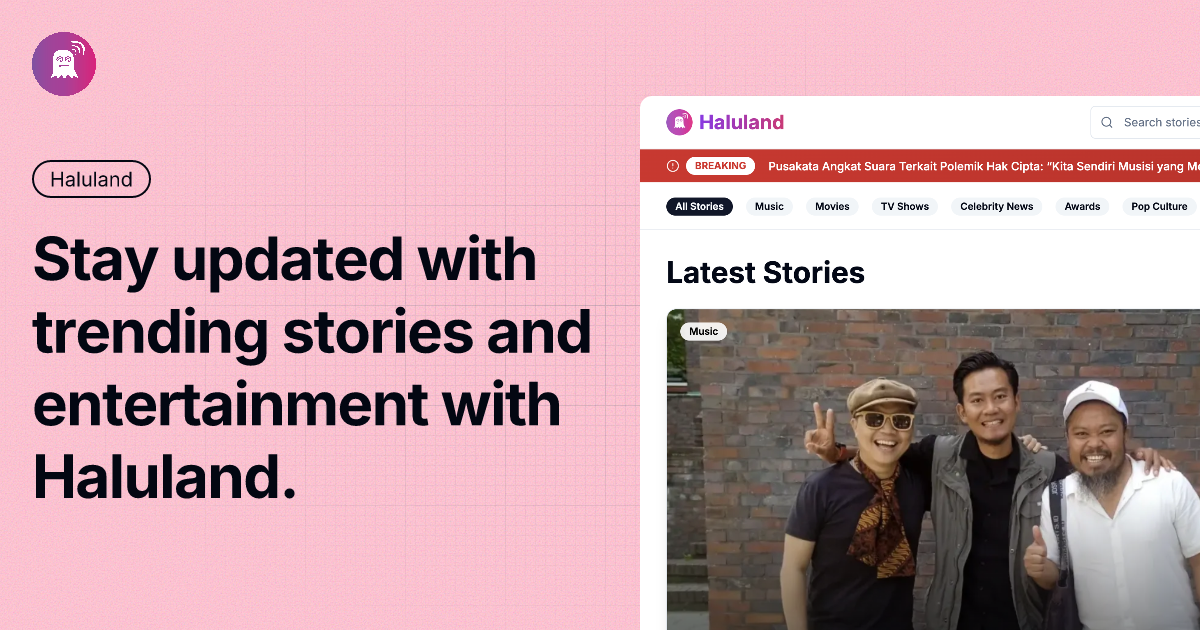 Haluland
Stay updated with
trending stories and
entertainment with
Haluland.
Haluland
Search stories
BREAKING
Pusakata Angkat Suara Terkait Polemik Hak Cipta: "Kita Sendiri Musisi yang
All Stories
Music
Movies
TV Shows
Celebrity News
Awards
Pop Culture
Latest Stories
Music